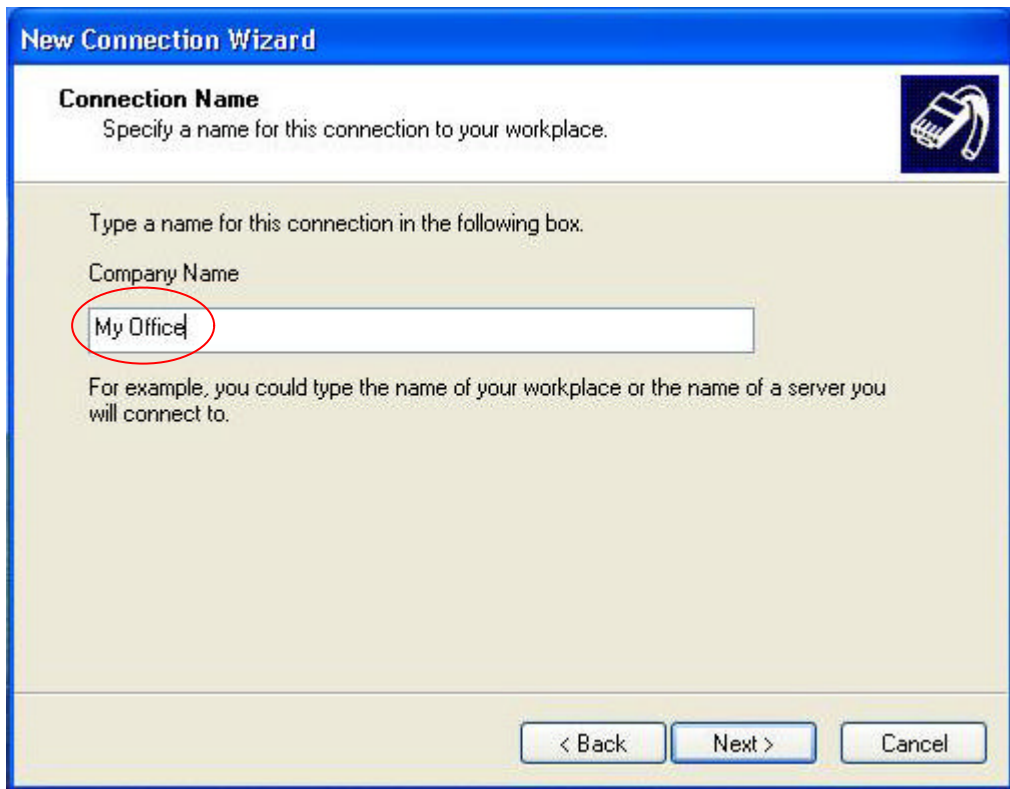 New Connection Wizard
Connection Name
Specify a name for this connection to your workplace.
Type a name for this connection in the following box.
Company Name
My Office
For example, you could type the name of your workplace or the name of a server you
will connect to.
< Back
Next >
Cancel